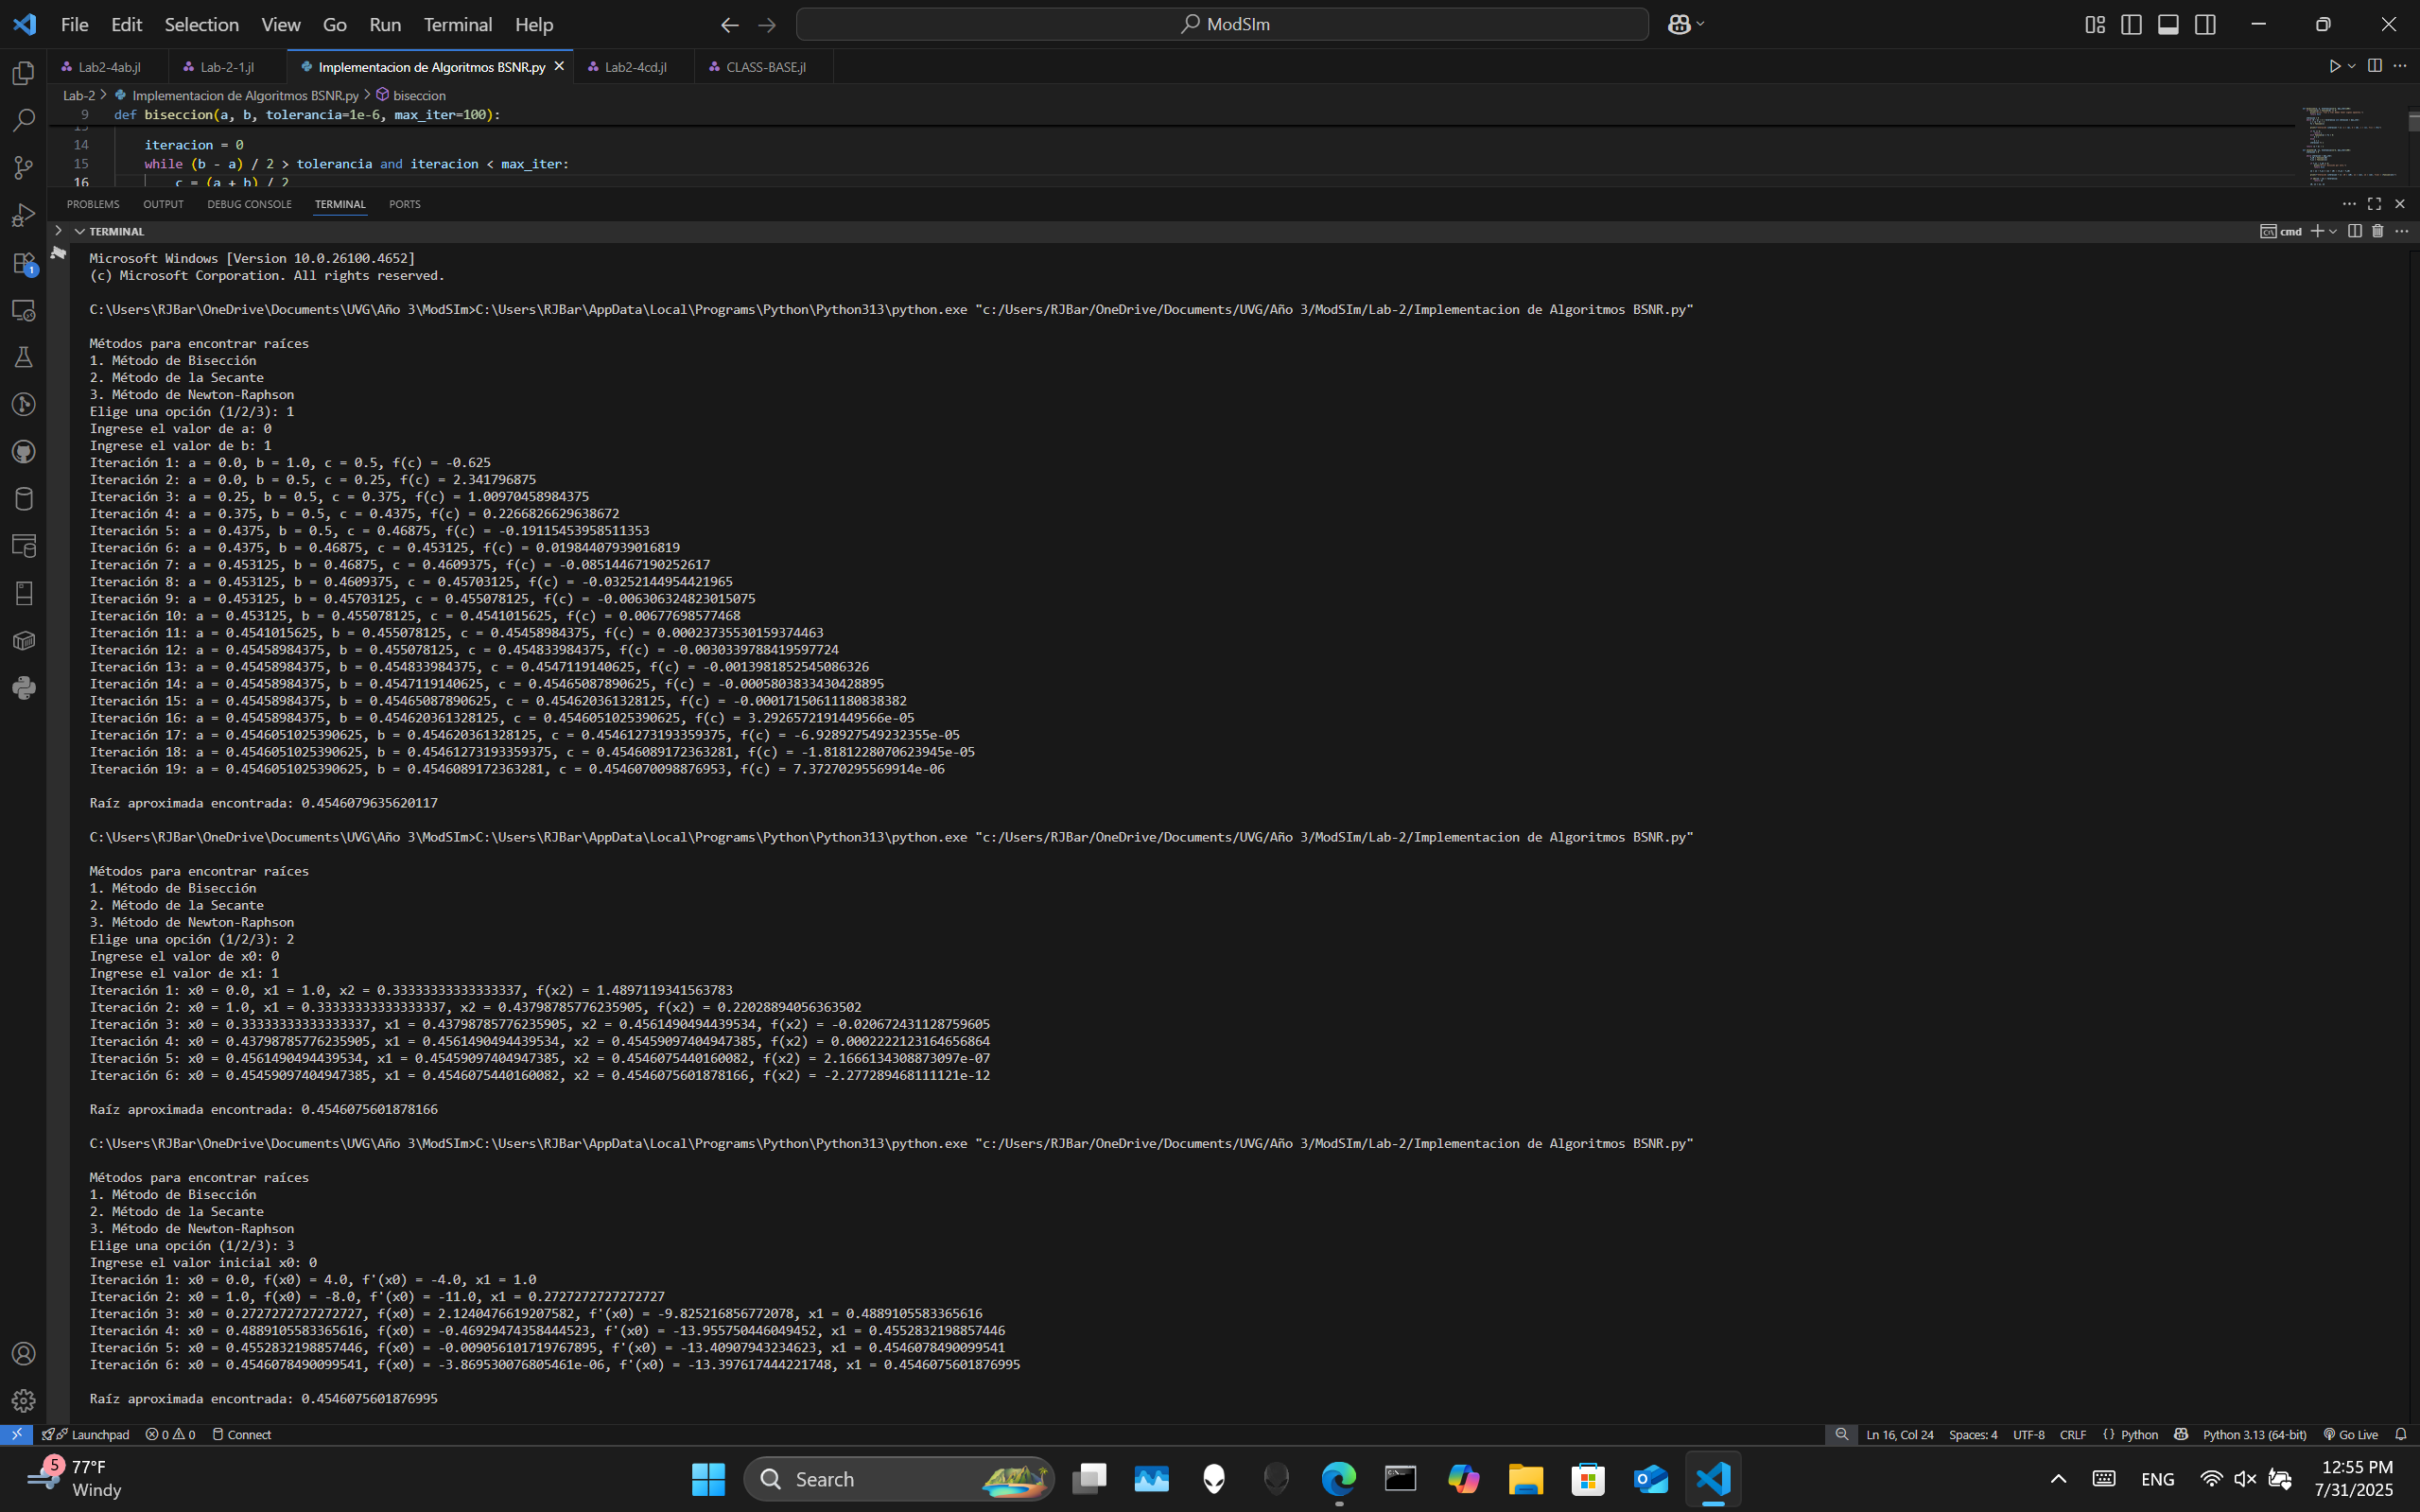 File Edit Selection View Go Run Terminal Help ModSIm
Lab2-4ab.jl Lab-2-1.jl Implementacion de Algoritmos BSNR.py Lab2-4cd.jl CLASS-BASE.jl
Lab-2 > Implementacion de Algoritmos BSNR.py > biseccion
9 def biseccion(a, b, tolerancia=1e-6, max_iter=100):
14 iteracion = 0
15 while (b - a) / 2 > tolerancia and iteracion < max_iter:
16 c = (a + b) / 2
PROBLEMS OUTPUT DEBUG CONSOLE TERMINAL PORTS
TERMINAL cmd
Microsoft Windows [Version 10.0.26100.4652]
(c) Microsoft Corporation. All rights reserved.
C:\Users\RJBar\OneDrive\Documents\UVG\Año 3\ModSIm>C:\Users\RJBar\AppData\Local\Programs\Python\Python313\python.exe "c:/Users/RJBar/OneDrive/Documents/UVG/Año 3/ModSIm/Lab-2/Implementacion de Algoritmos BSNR.py"
Métodos para encontrar raíces
1. Método de Bisección
2. Método de la Secante
3. Método de Newton-Raphson
Elige una opción (1/2/3): 1
Ingrese el valor de a: 0
Ingrese el valor de b: 1
Iteración 1: a = 0.0, b = 1.0, c = 0.5, f(c) = -0.625
Iteración 2: a = 0.0, b = 0.5, c = 0.25, f(c) = 2.341796875
Iteración 3: a = 0.25, b = 0.5, c = 0.375, f(c) = 1.00970458984375
Iteración 4: a = 0.375, b = 0.5, c = 0.4375, f(c) = 0.2266826629638672
Iteración 5: a = 0.4375, b = 0.5, c = 0.46875, f(c) = -0.19115453958511353
Iteración 6: a = 0.4375, b = 0.46875, c = 0.453125, f(c) = 0.01984407939016819
Iteración 7: a = 0.453125, b = 0.46875, c = 0.4609375, f(c) = -0.08514467190252617
Iteración 8: a = 0.453125, b = 0.4609375, c = 0.45703125, f(c) = -0.03252144954421965
Iteración 9: a = 0.453125, b = 0.45703125, c = 0.455078125, f(c) = -0.006306324823015075
Iteración 10: a = 0.453125, b = 0.455078125, c = 0.4541015625, f(c) = 0.00677698577468
Iteración 11: a = 0.4541015625, b = 0.455078125, c = 0.45458984375, f(c) = 0.00023735530159374463
Iteración 12: a = 0.45458984375, b = 0.455078125, c = 0.454833984375, f(c) = -0.0030339788419597724
Iteración 13: a = 0.45458984375, b = 0.454833984375, c = 0.4547119140625, f(c) = -0.0013981852545086326
Iteración 14: a = 0.45458984375, b = 0.4547119140625, c = 0.45465087890625, f(c) = -0.0005803833430428895
Iteración 15: a = 0.45458984375, b = 0.45465087890625, c = 0.454620361328125, f(c) = -0.00017150611180838382
Iteración 16: a = 0.45458984375, b = 0.454620361328125, c = 0.4546051025390625, f(c) = 3.2926572191449566e-05
Iteración 17: a = 0.4546051025390625, b = 0.454620361328125, c = 0.45461273193359375, f(c) = -6.928927549232355e-05
Iteración 18: a = 0.4546051025390625, b = 0.45461273193359375, c = 0.4546089172363281, f(c) = -1.8181228070623945e-05
Iteración 19: a = 0.4546051025390625, b = 0.4546089172363281, c = 0.4546070098876953, f(c) = 7.37270295569914e-06
Raíz aproximada encontrada: 0.4546079635620117
C:\Users\RJBar\OneDrive\Documents\UVG\Año 3\ModSIm>C:\Users\RJBar\AppData\Local\Programs\Python\Python313\python.exe "c:/Users/RJBar/OneDrive/Documents/UVG/Año 3/ModSIm/Lab-2/Implementacion de Algoritmos BSNR.py"
Métodos para encontrar raíces
1. Método de Bisección
2. Método de la Secante
3. Método de Newton-Raphson
Elige una opción (1/2/3): 2
Ingrese el valor de x0: 0
Ingrese el valor de x1: 1
Iteración 1: x0 = 0.0, x1 = 1.0, x2 = 0.33333333333333337, f(x2) = 1.4897119341563783
Iteración 2: x0 = 1.0, x1 = 0.33333333333333337, x2 = 0.43798785776235905, f(x2) = 0.22028894056363502
Iteración 3: x0 = 0.33333333333333337, x1 = 0.43798785776235905, x2 = 0.4561490494439534, f(x2) = -0.020672431128759605
Iteración 4: x0 = 0.43798785776235905, x1 = 0.4561490494439534, x2 = 0.45459097404947385, f(x2) = 0.0002222123164656864
Iteración 5: x0 = 0.4561490494439534, x1 = 0.45459097404947385, x2 = 0.4546075440160082, f(x2) = 2.1666134308873097e-07
Iteración 6: x0 = 0.45459097404947385, x1 = 0.4546075440160082, x2 = 0.4546075601878166, f(x2) = -2.277289468111121e-12
Raíz aproximada encontrada: 0.4546075601878166
C:\Users\RJBar\OneDrive\Documents\UVG\Año 3\ModSIm>C:\Users\RJBar\AppData\Local\Programs\Python\Python313\python.exe "c:/Users/RJBar/OneDrive/Documents/UVG/Año 3/ModSIm/Lab-2/Implementacion de Algoritmos BSNR.py"
Métodos para encontrar raíces
1. Método de Bisección
2. Método de la Secante
3. Método de Newton-Raphson
Elige una opción (1/2/3): 3
Ingrese el valor inicial x0: 0
Iteración 1: x0 = 0.0, f(x0) = 4.0, f'(x0) = -4.0, x1 = 1.0
Iteración 2: x0 = 1.0, f(x0) = -8.0, f'(x0) = -11.0, x1 = 0.2727272727272727
Iteración 3: x0 = 0.2727272727272727, f(x0) = 2.1240476619207582, f'(x0) = -9.825216856772078, x1 = 0.4889105583365616
Iteración 4: x0 = 0.4889105583365616, f(x0) = -0.46929474358444523, f'(x0) = -13.955750446049452, x1 = 0.4552832198857446
Iteración 5: x0 = 0.4552832198857446, f(x0) = -0.009056101719767895, f'(x0) = -13.40907943234623, x1 = 0.4546078490099541
Iteración 6: x0 = 0.4546078490099541, f(x0) = -3.869530076805461e-06, f'(x0) = -13.397617444221748, x1 = 0.4546075601876995
Raíz aproximada encontrada: 0.4546075601876995
Launchpad 0 0 Connect Ln 16, Col 24 Spaces: 4 UTF-8 CRLF {} Python Python 3.13 (64-bit) Go Live
5 77°F Search ENG 12:55 PM
Windy 7/31/2025